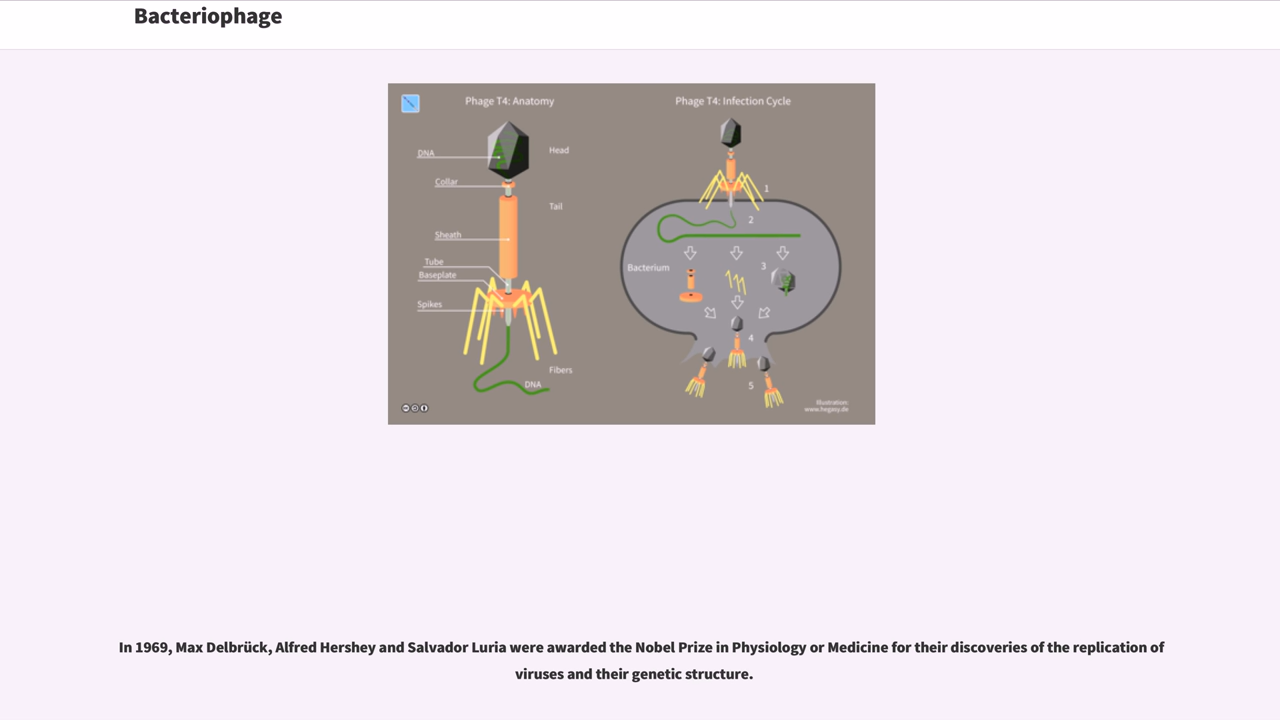 Bacteriophage
Phage T4: Anatomy
DNA
Head
Collar
Tail
Sheath
Tube
Baseplate
Spikes
Fibers
DNA
Phage T4: Infection Cycle
1
2
Bacterium
3
4
5
Illustration:
www.hegasy.de
In 1969, Max Delbrück, Alfred Hershey and Salvador Luria were awarded the Nobel Prize in Physiology or Medicine for their discoveries of the replication of
viruses and their genetic structure.